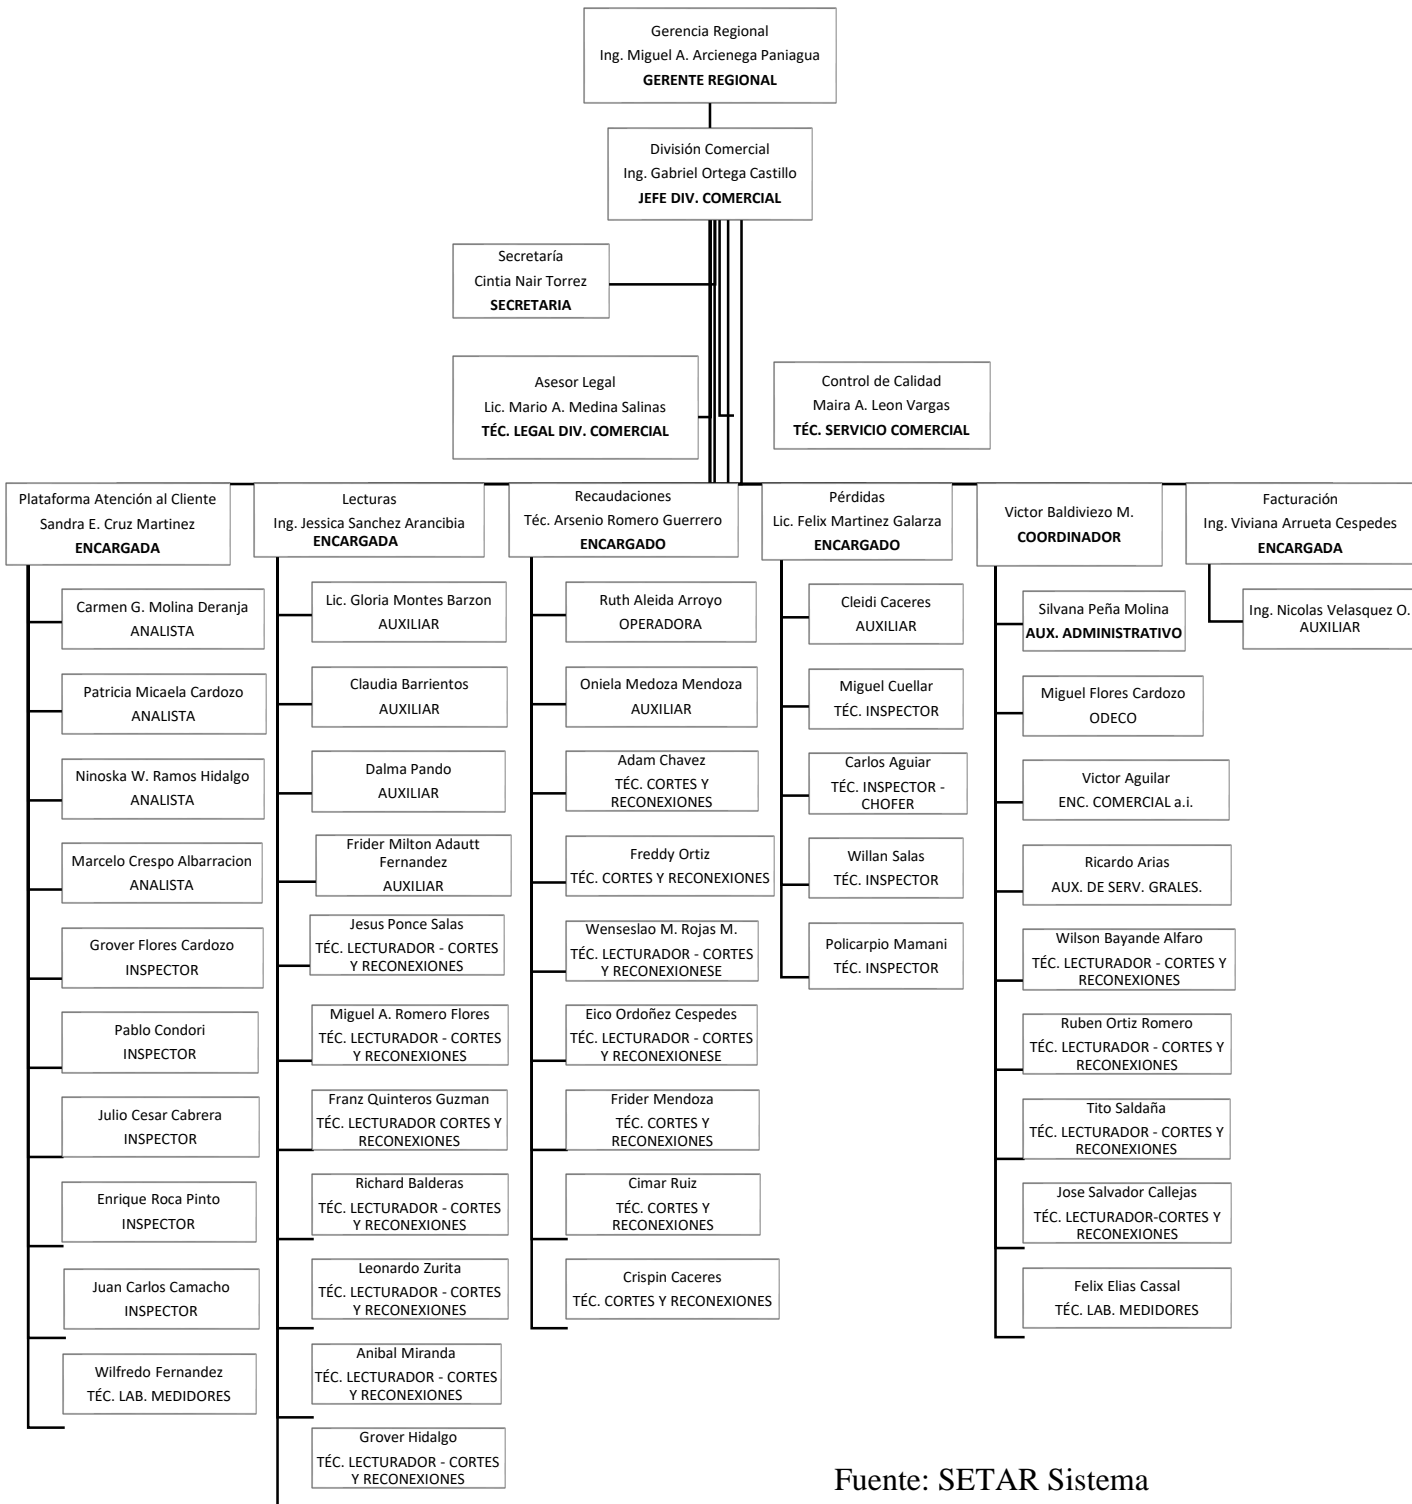 Gerencia Regional
Ing. Miguel A. Arcienega Paniagua
GERENTE REGIONAL
División Comercial
Ing. Gabriel Ortega Castillo
JEFE DIV. COMERCIAL
Secretaría
Cintia Nair Torrez
SECRETARIA
Asesor Legal
Lic. Mario A. Medina Salinas
TÉC. LEGAL DIV. COMERCIAL
Control de Calidad
Maira A. Leon Vargas
TÉC. SERVICIO COMERCIAL
Plataforma Atención al Cliente
Sandra E. Cruz Martinez
ENCARGADA
Carmen G. Molina Deranja
ANALISTA
Patricia Micaela Cardozo
ANALISTA
Ninoska W. Ramos Hidalgo
ANALISTA
Marcelo Crespo Albarracion
ANALISTA
Grover Flores Cardozo
INSPECTOR
Pablo Condori
INSPECTOR
Julio Cesar Cabrera
INSPECTOR
Enrique Roca Pinto
INSPECTOR
Juan Carlos Camacho
INSPECTOR
Wilfredo Fernandez
TÉC. LAB. MEDIDORES
Lecturas
Ing. Jessica Sanchez Arancibia
ENCARGADA
Lic. Gloria Montes Barzon
AUXILIAR
Claudia Barrientos
AUXILIAR
Dalma Pando
AUXILIAR
Frider Milton Adautt
Fernandez
AUXILIAR
Jesus Ponce Salas
TÉC. LECTURADOR - CORTES
Y RECONEXIONES
Miguel A. Romero Flores
TÉC. LECTURADOR - CORTES
Y RECONEXIONES
Franz Quinteros Guzman
TÉC. LECTURADOR CORTES Y
RECONEXIONES
Richard Balderas
TÉC. LECTURADOR - CORTES
Y RECONEXIONES
Leonardo Zurita
TÉC. LECTURADOR - CORTES
Y RECONEXIONES
Anibal Miranda
TÉC. LECTURADOR - CORTES
Y RECONEXIONES
Grover Hidalgo
TÉC. LECTURADOR - CORTES
Y RECONEXIONES
Recaudaciones
Téc. Arsenio Romero Guerrero
ENCARGADO
Ruth Aleida Arroyo
OPERADORA
Oniela Medoza Mendoza
AUXILIAR
Adam Chavez
TÉC. CORTES Y
RECONEXIONES
Freddy Ortiz
TÉC. CORTES Y RECONEXIONES
Wenseslao M. Rojas M.
TÉC. LECTURADOR - CORTES
Y RECONEXIONESE
Eico Ordoñez Cespedes
TÉC. LECTURADOR - CORTES
Y RECONEXIONESE
Frider Mendoza
TÉC. CORTES Y
RECONEXIONES
Cimar Ruiz
TÉC. CORTES Y
RECONEXIONES
Crispin Caceres
TÉC. CORTES Y RECONEXIONES
Pérdidas
Lic. Felix Martinez Galarza
ENCARGADO
Cleidi Caceres
AUXILIAR
Miguel Cuellar
TÉC. INSPECTOR
Carlos Aguiar
TÉC. INSPECTOR -
CHOFER
Willan Salas
TÉC. INSPECTOR
Policarpio Mamani
TÉC. INSPECTOR
Victor Baldiviezo M.
COORDINADOR
Silvana Peña Molina
AUX. ADMINISTRATIVO
Miguel Flores Cardozo
ODECO
Victor Aguilar
ENC. COMERCIAL a.i.
Ricardo Arias
AUX. DE SERV. GRALES.
Wilson Bayande Alfaro
TÉC. LECTURADOR - CORTES Y
RECONEXIONES
Ruben Ortiz Romero
TÉC. LECTURADOR - CORTES Y
RECONEXIONES
Tito Saldaña
TÉC. LECTURADOR - CORTES Y
RECONEXIONES
Jose Salvador Callejas
TÉC. LECTURADOR-CORTES Y
RECONEXIONES
Felix Elias Cassal
TÉC. LAB. MEDIDORES
Facturación
Ing. Viviana Arrueta Cespedes
ENCARGADA
Ing. Nicolas Velasquez O.
AUXILIAR
Fuente: SETAR Sistema